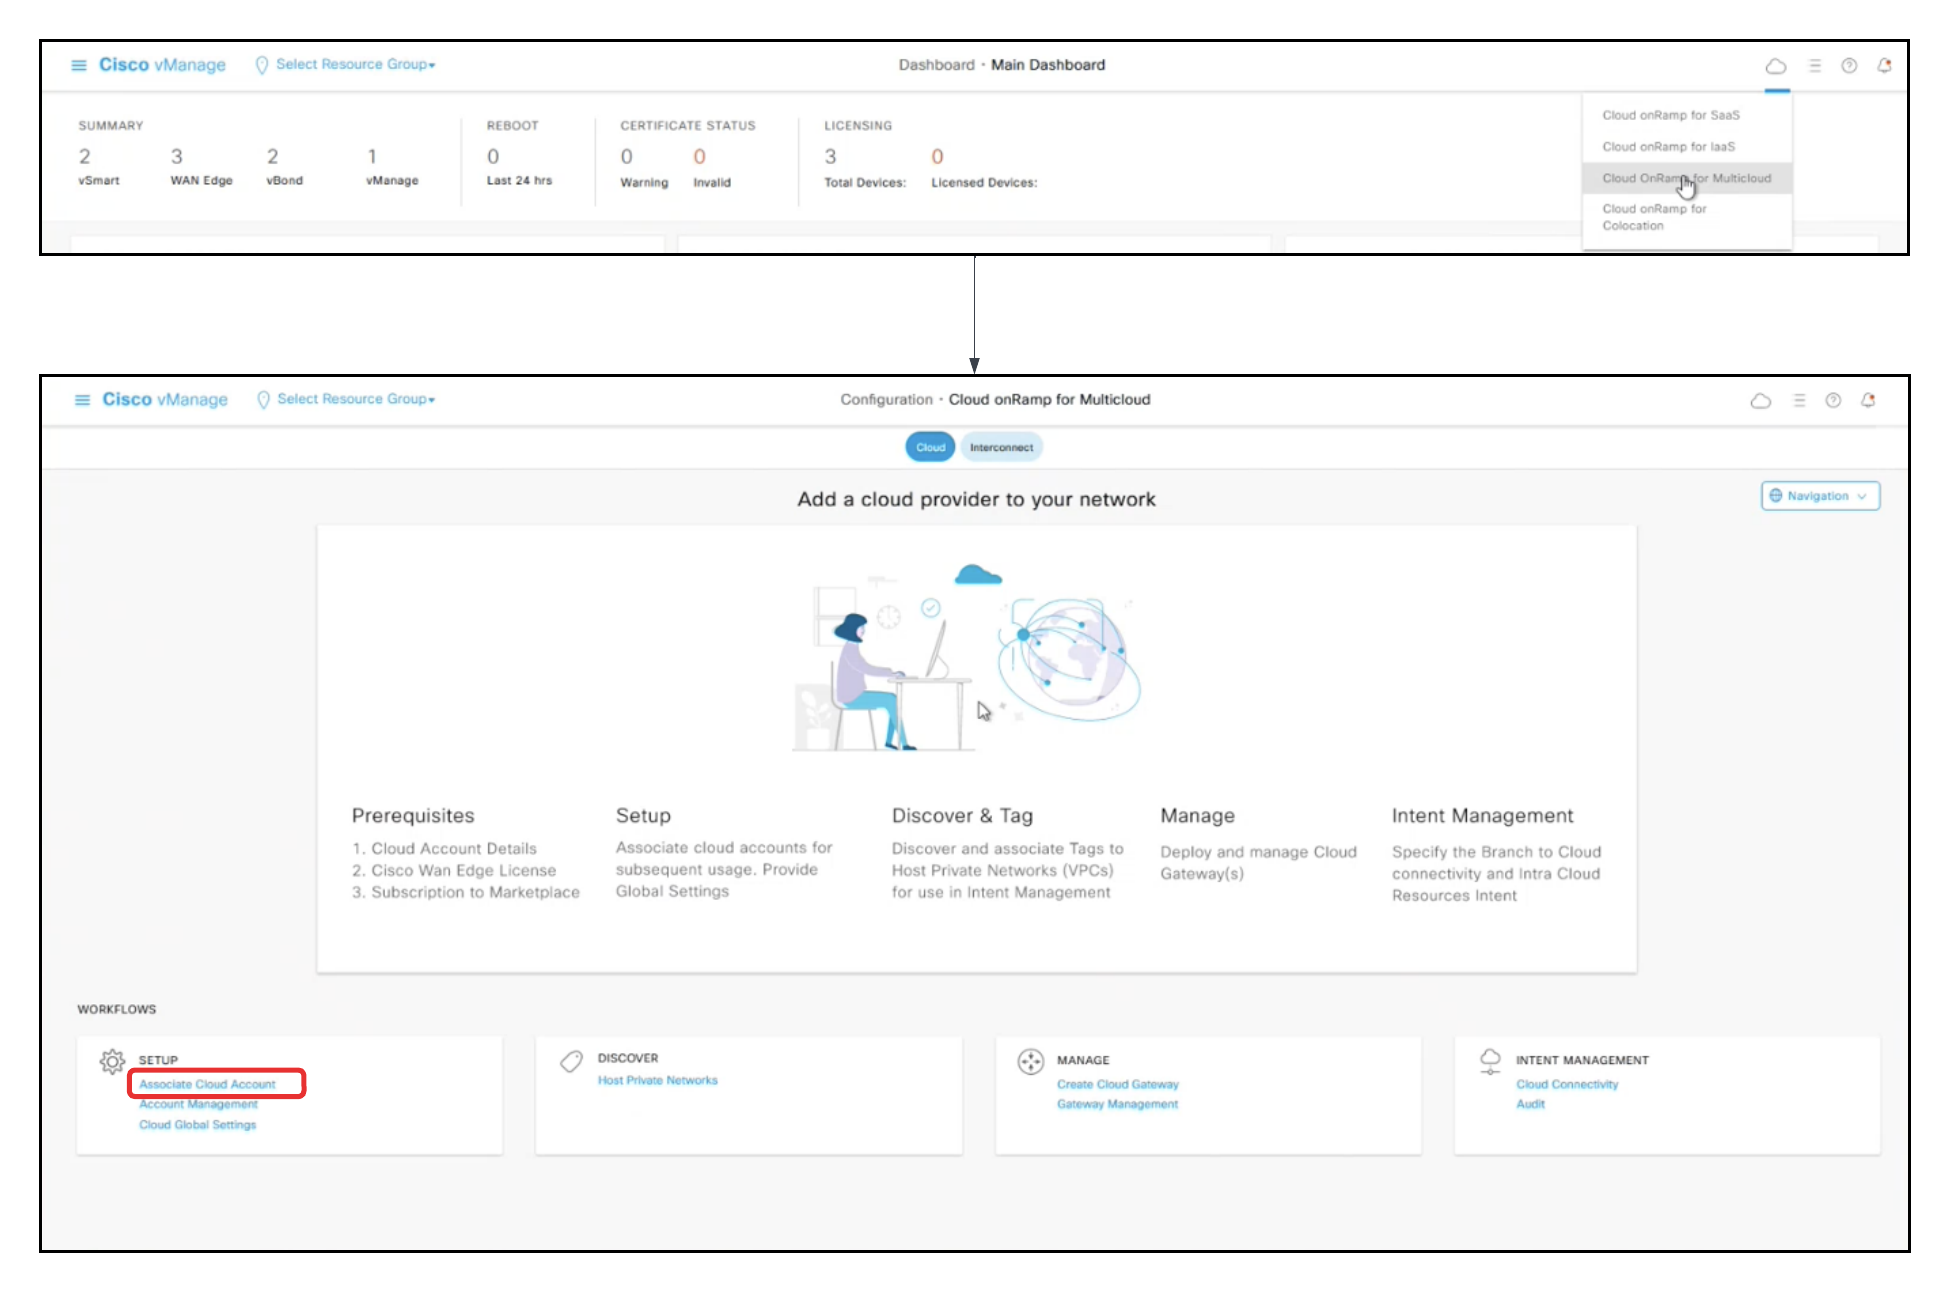 Cisco vManage Select Resource Group▾ Dashboard · Main Dashboard
SUMMARY REBOOT CERTIFICATE STATUS LICENSING
2 3 2 1 0 0 0 3 0
vSmart WAN Edge vBond vManage Last 24 hrs Warning Invalid Total Devices: Licensed Devices:
Cloud onRamp for SaaS
Cloud onRamp for IaaS
Cloud OnRamp for Multicloud
Cloud onRamp for
Colocation
Cisco vManage Select Resource Group▾ Configuration · Cloud onRamp for Multicloud
Cloud Interconnect
Add a cloud provider to your network
Navigation
Prerequisites
1. Cloud Account Details
2. Cisco Wan Edge License
3. Subscription to Marketplace
Setup
Associate cloud accounts for
subsequent usage. Provide
Global Settings
Discover & Tag
Discover and associate Tags to
Host Private Networks (VPCs)
for use in Intent Management
Manage
Deploy and manage Cloud
Gateway(s)
Intent Management
Specify the Branch to Cloud
connectivity and Intra Cloud
Resources Intent
WORKFLOWS
SETUP
Associate Cloud Account
Account Management
Cloud Global Settings
DISCOVER
Host Private Networks
MANAGE
Create Cloud Gateway
Gateway Management
INTENT MANAGEMENT
Cloud Connectivity
Audit